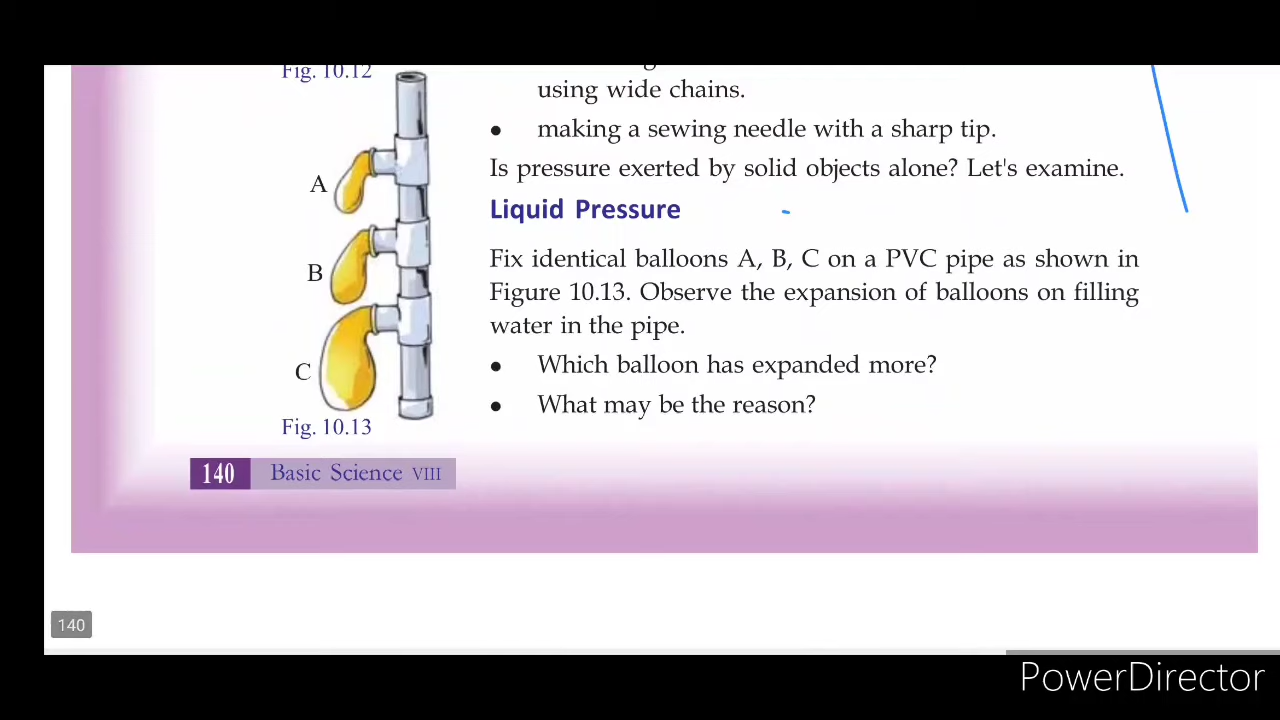 Fig. 10.12
using wide chains.
• making a sewing needle with a sharp tip.
Is pressure exerted by solid objects alone? Let's examine.
Liquid Pressure
Fix identical balloons A, B, C on a PVC pipe as shown in
Figure 10.13. Observe the expansion of balloons on filling
water in the pipe.
• Which balloon has expanded more?
• What may be the reason?
A
B
C
Fig. 10.13
140 Basic Science VIII
140
PowerDirector